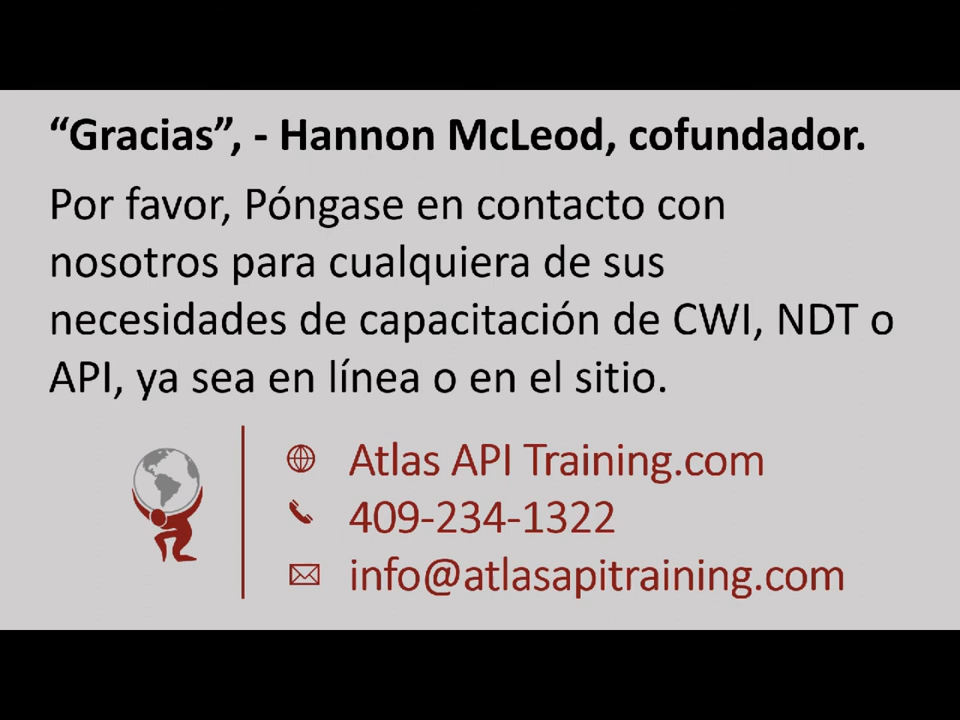 “Gracias”, - Hannon McLeod, cofundador.
Por favor, Póngase en contacto con
nosotros para cualquiera de sus
necesidades de capacitación de CWI, NDT o
API, ya sea en línea o en el sitio.
Atlas API Training.com
409-234-1322
info@atlasapitraining.com